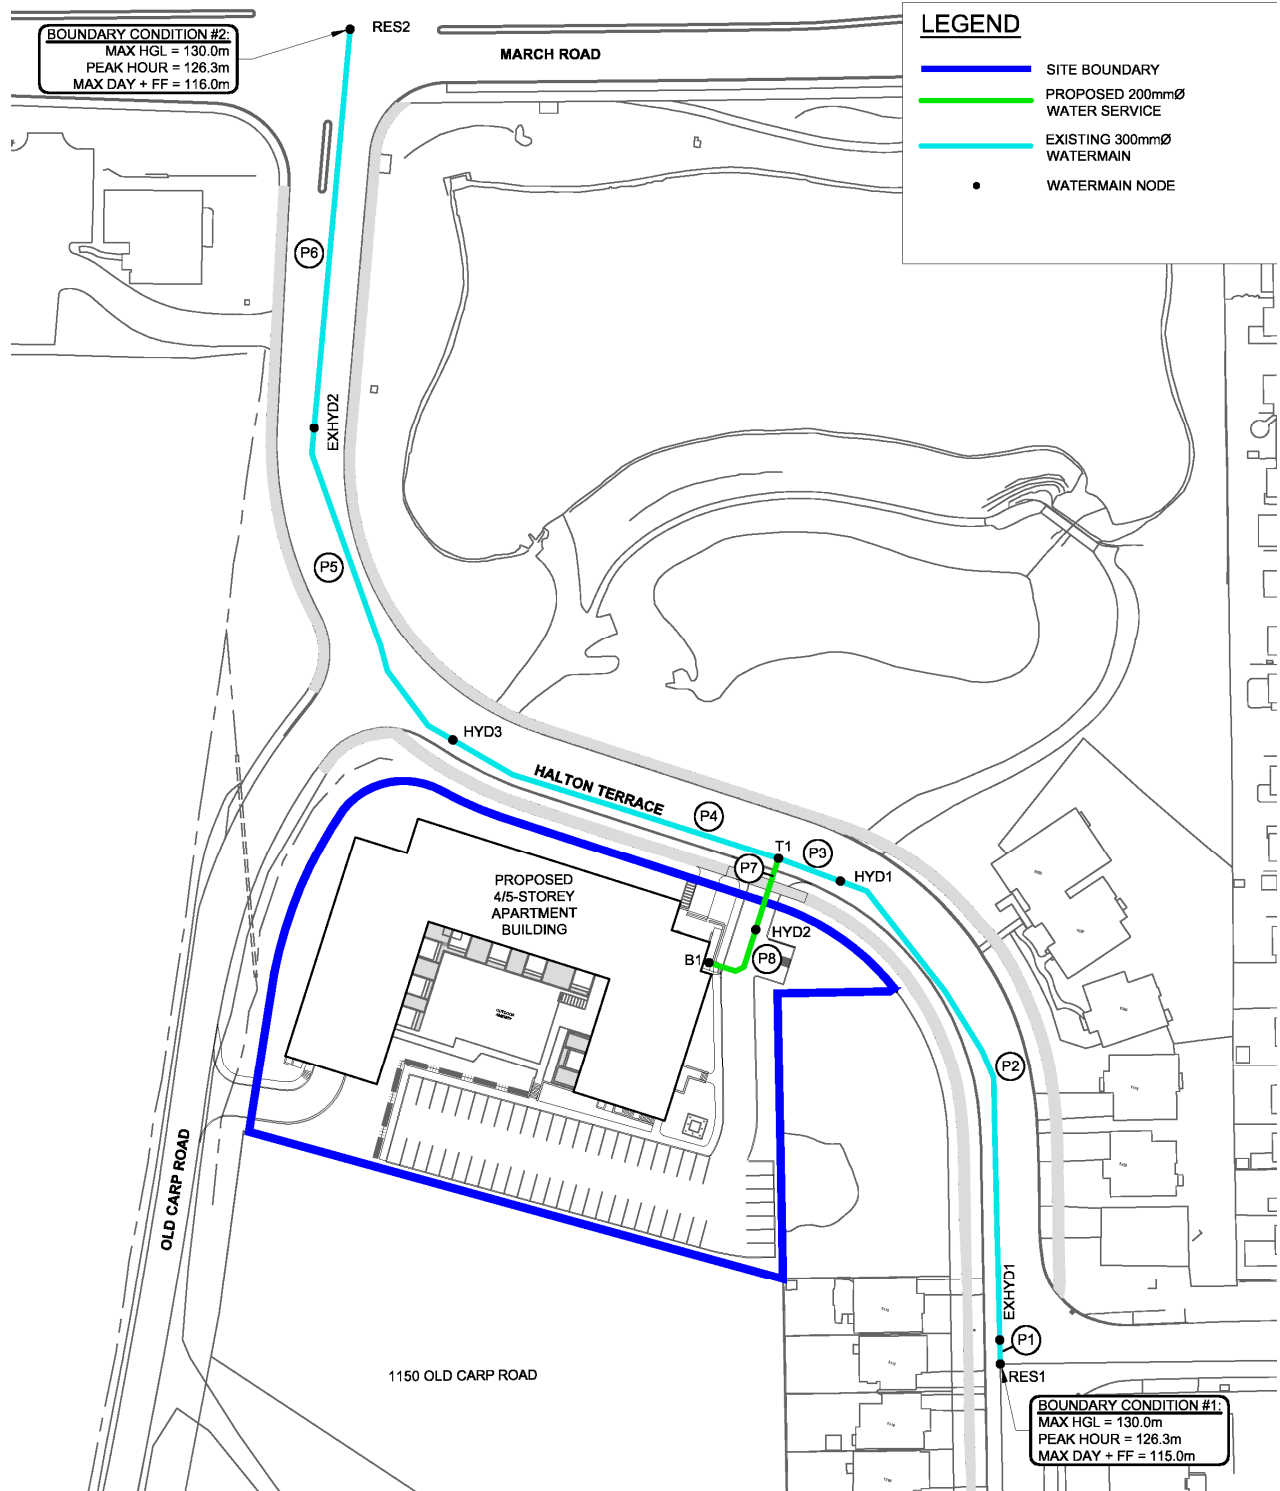 BOUNDARY CONDITION #2:
MAX HGL = 130.0m
PEAK HOUR = 126.3m
MAX DAY + FF = 116.0m
RES2
MARCH ROAD
LEGEND
SITE BOUNDARY
PROPOSED 200mmØ
WATER SERVICE
EXISTING 300mmØ
WATERMAIN
WATERMAIN NODE
P6
EXHYD2
P5
HYD3
HALTON TERRACE
P4
T1
P3
P7
HYD1
PROPOSED
4/5-STOREY
APARTMENT
BUILDING
HYD2
B1
P8
OUTDOOR
AMENITY
P2
OLD CARP ROAD
EXHYD1
P1
RES1
1150 OLD CARP ROAD
BOUNDARY CONDITION #1:
MAX HGL = 130.0m
PEAK HOUR = 126.3m
MAX DAY + FF = 115.0m